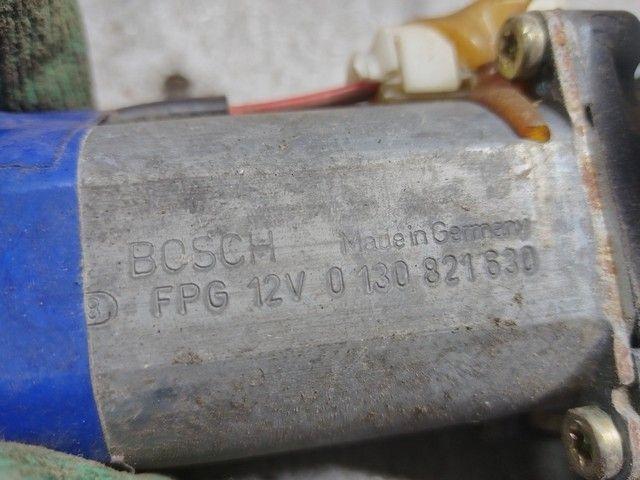 BOSCH Made in Germany
FPG 12V 0 130 821 630